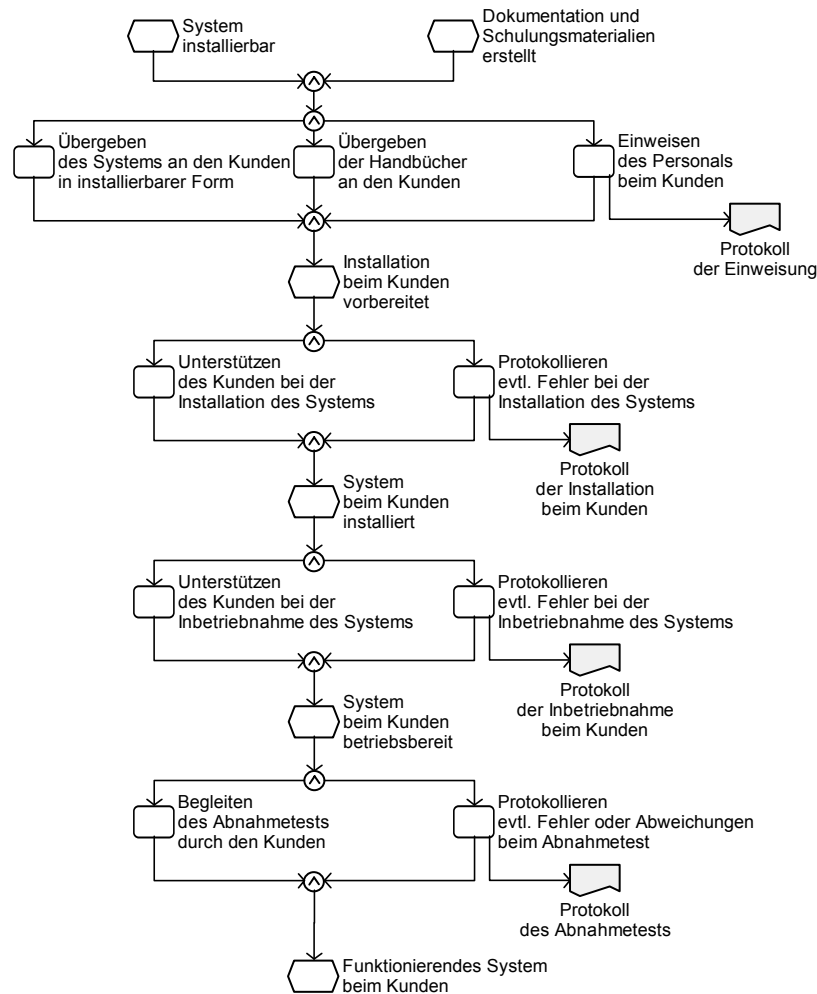 System
installierbar
Dokumentation und
Schulungsmaterialien
erstellt
Übergeben
des Systems an den Kunden
in installierbarer Form
Übergeben
der Handbücher
an den Kunden
Einweisen
des Personals
beim Kunden
Protokoll
der Einweisung
Installation
beim Kunden
vorbereitet
Unterstützen
des Kunden bei der
Installation des Systems
Protokollieren
evtl. Fehler bei der
Installation des Systems
Protokoll
der Installation
beim Kunden
System
beim Kunden
installiert
Unterstützen
des Kunden bei der
Inbetriebnahme des Systems
Protokollieren
evtl. Fehler bei der
Inbetriebnahme des Systems
Protokoll
der Inbetriebnahme
beim Kunden
System
beim Kunden
betriebsbereit
Begleiten
des Abnahmetests
durch den Kunden
Protokollieren
evtl. Fehler oder Abweichungen
beim Abnahmetest
Protokoll
des Abnahmetests
Funktionierendes System
beim Kunden